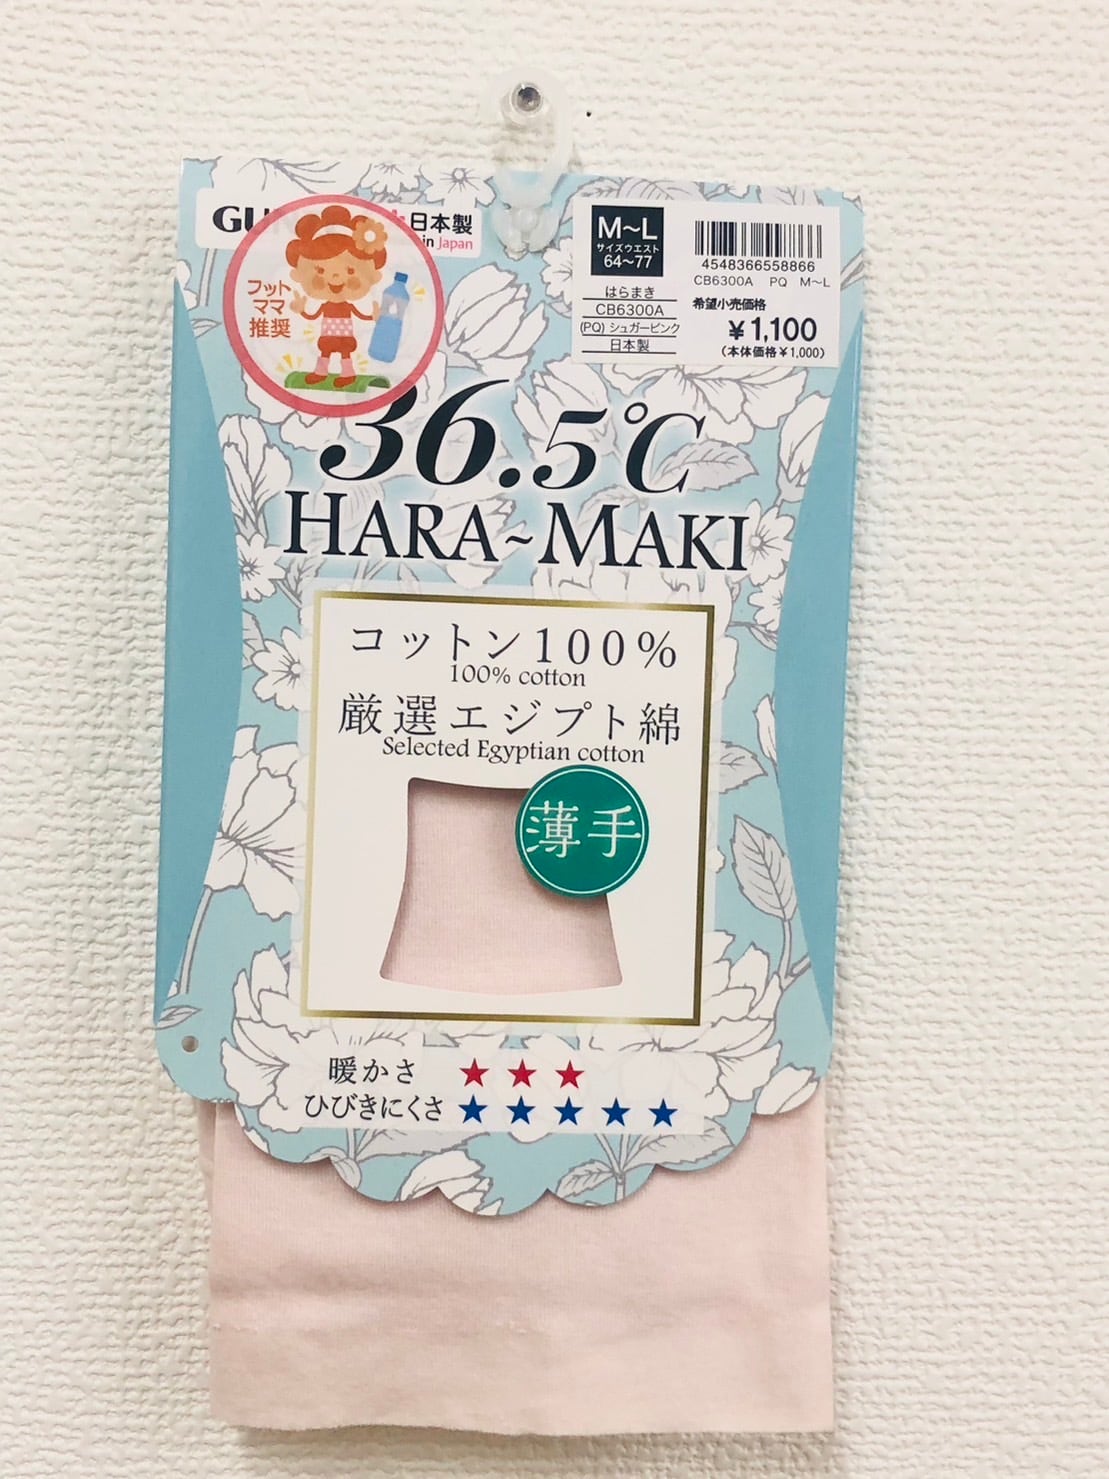 日本製
in Japan
フット
ママ
推奨
M～L
サイズウエスト
64～77
はらまき
CB6300A
(PQ) シュガーピンク
日本製
4548366558866
CB6300A PQ M～L
希望小売価格
￥1,100
(本体価格￥1,000)
36.5℃
HARA~MAKI
コットン100%
100% cotton
厳選エジプト綿
Selected Egyptian cotton
薄手
暖かさ ★★★
ひびきにくさ ★★★★★